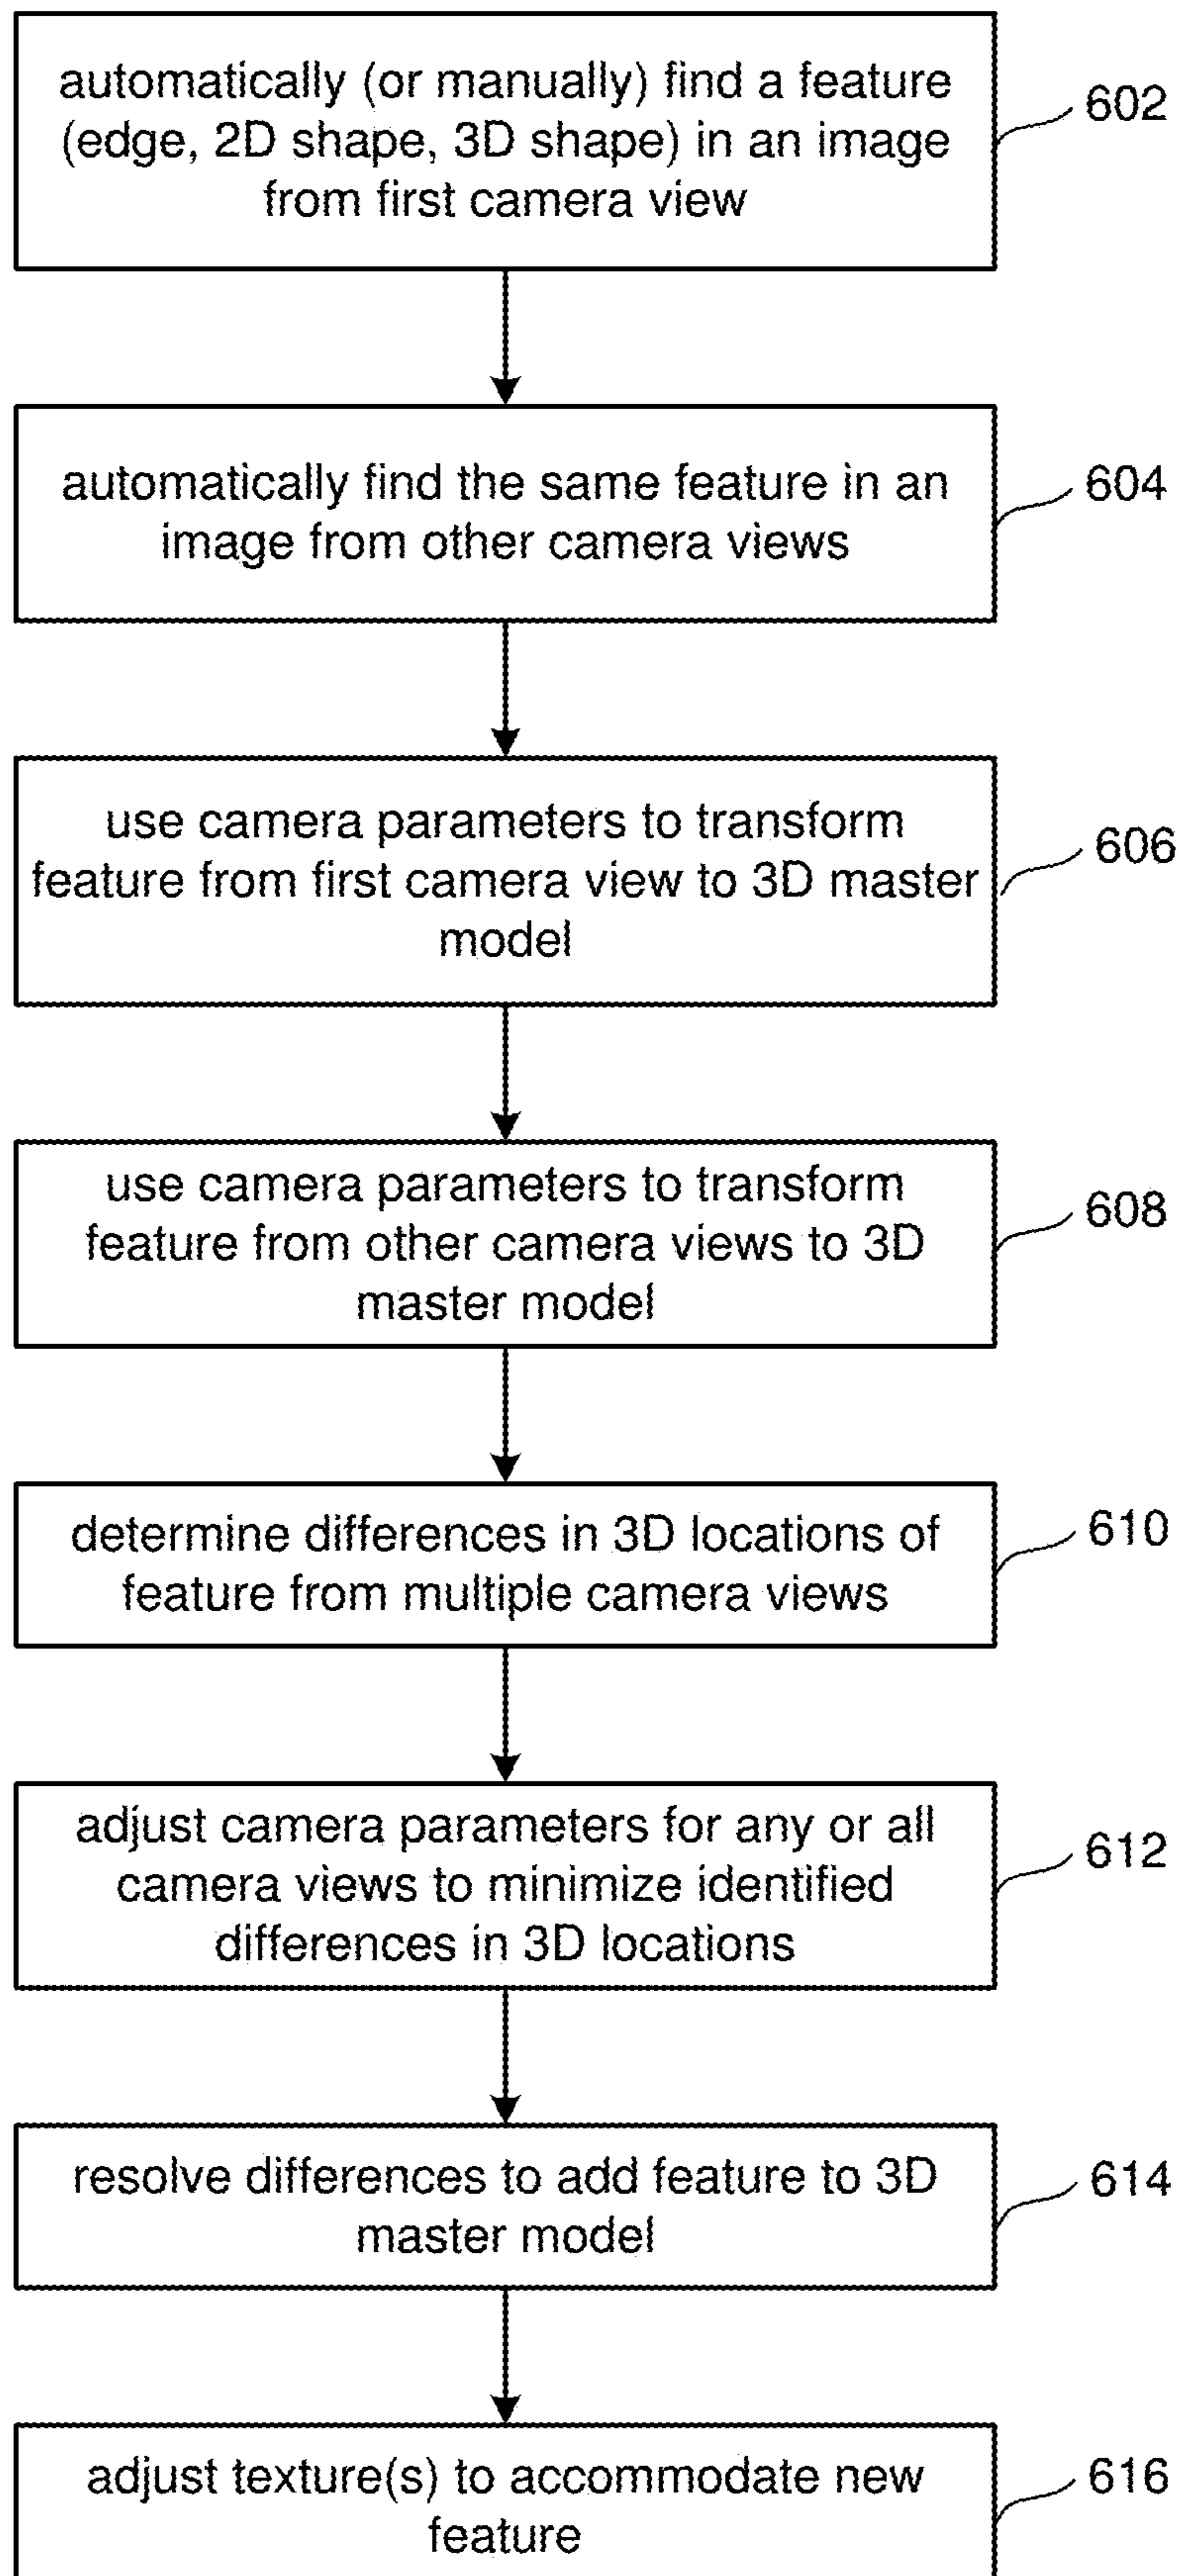 automatically (or manually) find a feature
(edge, 2D shape, 3D shape) in an image
from first camera view
602
automatically find the same feature in an
image from other camera views
604
use camera parameters to transform
feature from first camera view to 3D master
model
606
use camera parameters to transform
feature from other camera views to 3D
master model
608
determine differences in 3D locations of
feature from multiple camera views
610
adjust camera parameters for any or all
camera views to minimize identified
differences in 3D locations
612
resolve differences to add feature to 3D
master model
614
adjust texture(s) to accommodate new
feature
616